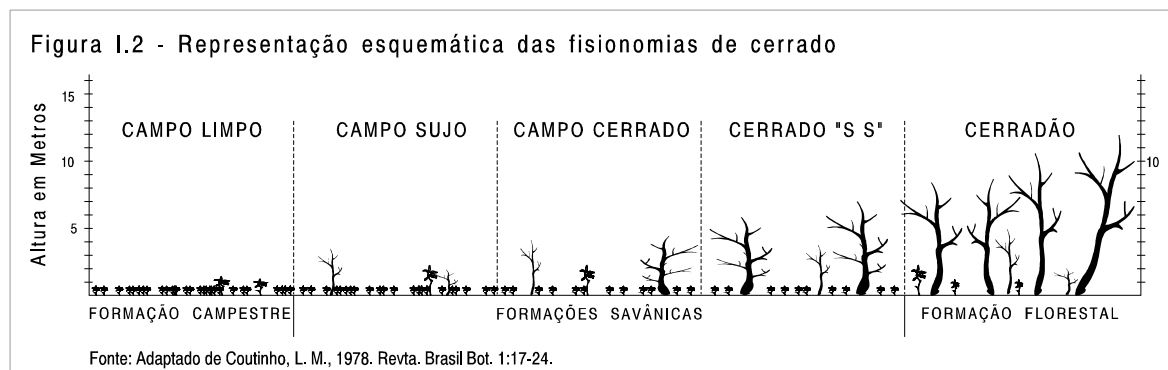 Figura I.2 - Representação esquemática das fisionomias de cerrado
Altura em Metros
15
10
5
CAMPO LIMPO
CAMPO SUJO
CAMPO CERRADO
CERRADO "S S"
CERRADÃO
10
FORMAÇÃO CAMPESTRE
FORMAÇÕES SAVÂNICAS
FORMAÇÃO FLORESTAL
Fonte: Adaptado de Coutinho, L. M., 1978. Revta. Brasil Bot. 1:17-24.